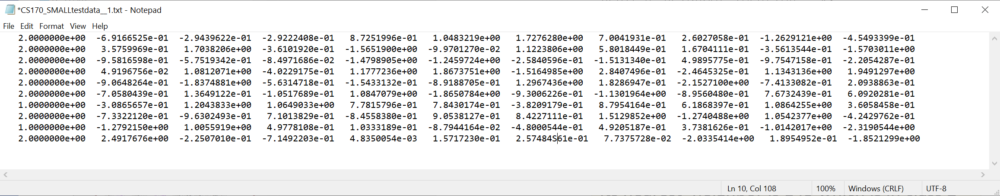 *CS170_SMALLtestdata__1.txt - Notepad
File Edit Format View Help
2.0000000e+00 -6.9166525e-01 -2.9439622e-01 -2.9222408e-01 8.7251996e-01 1.0483219e+00 1.7276280e+00 7.0041931e-01 2.6027058e-01 -1.2629121e+00 -4.5493399e-01
2.0000000e+00 3.5759969e-01 1.7038206e+00 -3.6101920e-01 -1.5651900e+00 -9.9701270e-02 1.1223806e+00 5.8018449e-01 1.6704111e-01 -3.5613544e-01 -1.5703011e+00
2.0000000e+00 -9.5816598e-01 -5.7519342e-01 -8.4971686e-02 -1.4798905e+00 -1.2459724e+00 -2.5840596e-01 -1.5131340e-01 4.9895775e-01 -9.7547158e-01 -2.2054287e-01
2.0000000e+00 4.9196756e-02 1.0812071e+00 -4.0229175e-01 1.1777236e+00 1.8673751e+00 -1.5164985e+00 2.8407496e-01 -2.4645325e-01 1.1343136e+00 1.9491297e+00
2.0000000e+00 -9.0648264e-01 -1.8374881e+00 -5.6314718e-01 -1.5433132e-01 -8.9188705e-01 1.2967436e+00 1.8286947e-01 -2.1527100e+00 -7.4133082e-01 2.0938863e-01
2.0000000e+00 -7.0580439e-01 1.3649122e-01 -1.0517689e-01 1.0847079e+00 -1.8650784e+00 -9.3006226e-01 -1.1301964e+00 -8.9560480e-01 7.6732439e-01 6.0920281e-01
1.0000000e+00 -3.0865657e-01 1.2043833e+00 1.0649033e+00 7.7815796e-01 7.8430174e-01 -3.8209179e-01 8.7954164e-01 6.1868397e-01 1.0864255e+00 3.6058458e-01
2.0000000e+00 -7.3322120e-01 -9.6302493e-01 7.1013829e-01 -8.4558380e-01 9.0538127e-01 8.4227111e-01 1.5129852e+00 -1.2740488e+00 1.0542377e+00 -4.2429762e-01
1.0000000e+00 -1.2792150e+00 1.0055919e+00 4.9778108e-01 1.0333189e-01 -8.7944164e-02 -4.8000544e-01 4.9205187e-01 3.7381626e-01 -1.0142017e+00 -2.3190544e+00
2.0000000e+00 2.4917676e+00 -2.2507010e-01 -7.1492203e-01 4.8350054e-03 1.5717230e-01 2.57484S61e-01 7.7375728e-02 -2.0335414e+00 1.8954952e-01 -1.8521299e+00
Ln 10, Col 108 100% Windows (CRLF) UTF-8